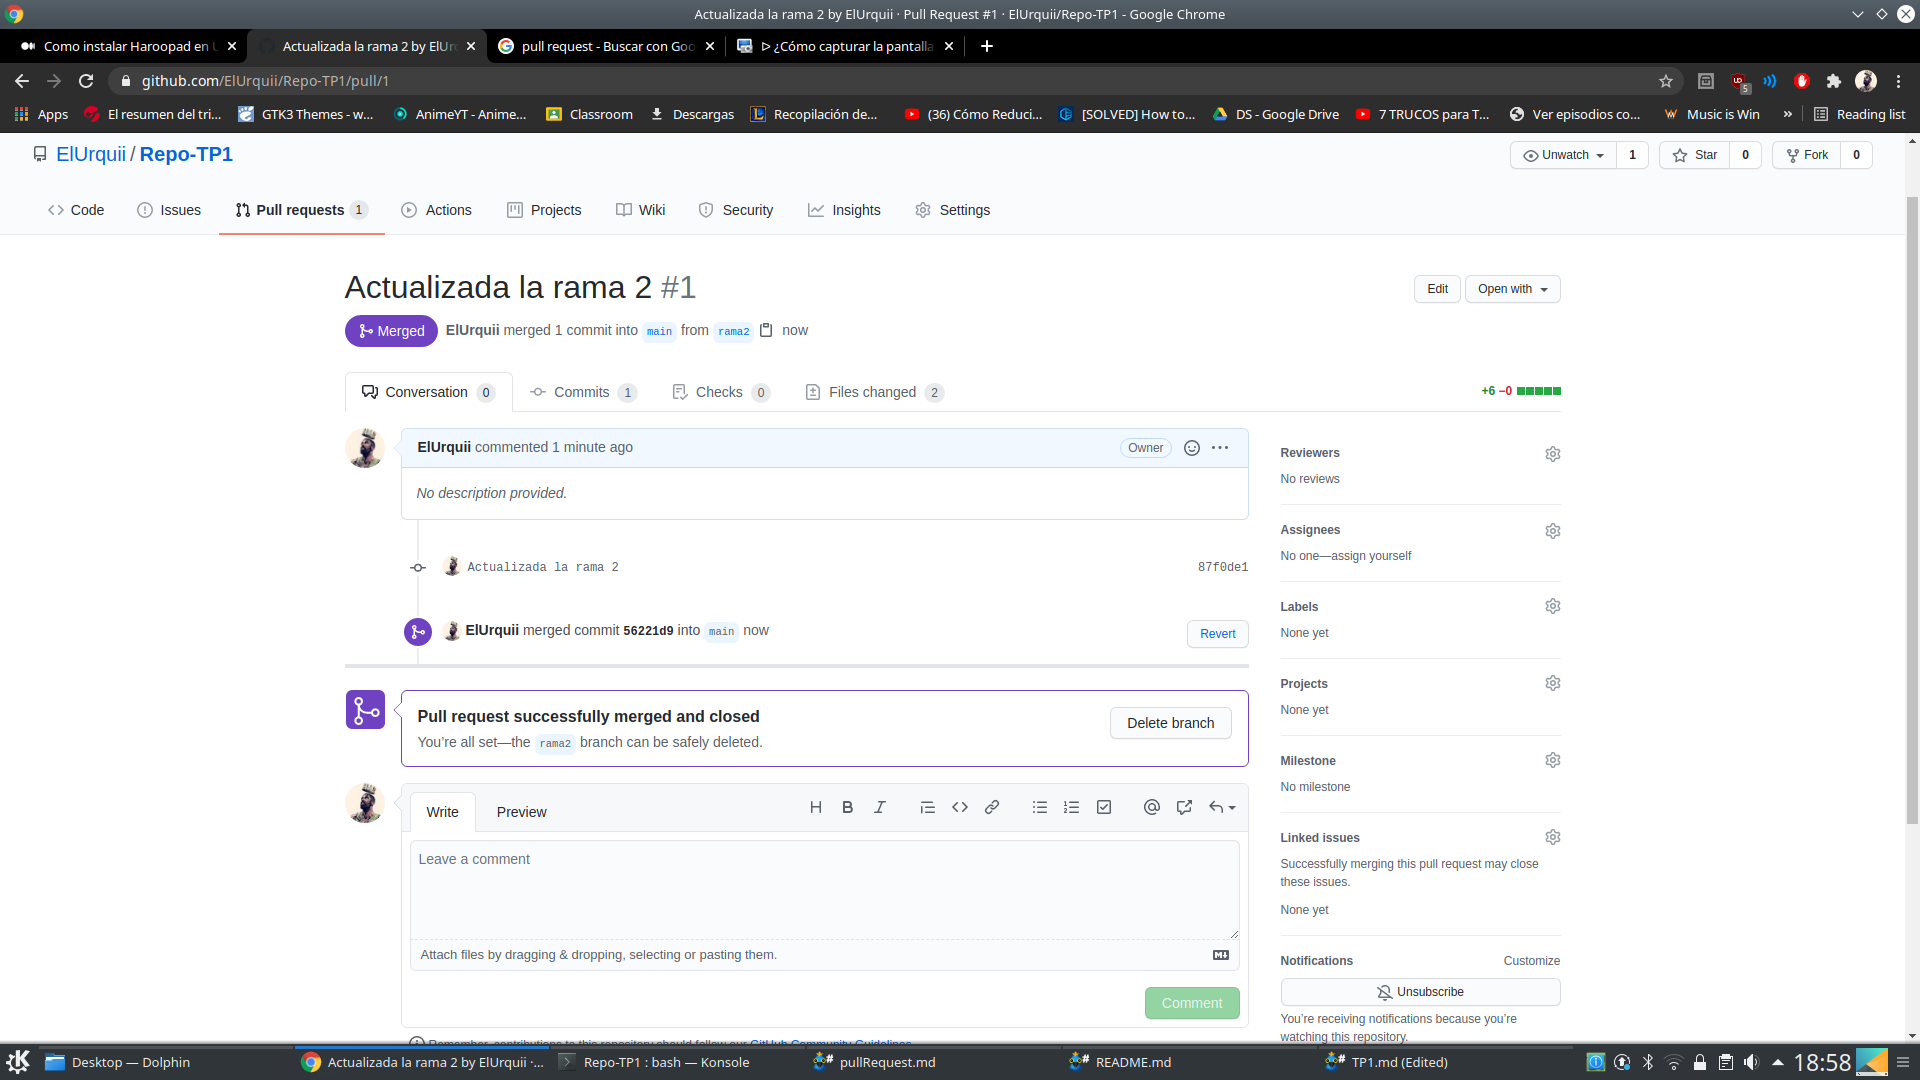 Actualizada la rama 2 by ElUrquii · Pull Request #1 · ElUrquii/Repo-TP1 - Google Chrome
Como instalar Haroopad en U
Actualizada la rama 2 by ElUr
pull request - Buscar con Goo
ᐅ ¿Cómo capturar la pantalla
github.com/ElUrquii/Repo-TP1/pull/1
5
Apps
El resumen del tri...
GTK3 Themes - w...
AnimeYT - Anime...
Classroom
Descargas
Recopilación de...
(36) Cómo Reduci...
[SOLVED] How to...
DS - Google Drive
7 TRUCOS para T...
Ver episodios co...
Music is Win
»
Reading list
ElUrquii / Repo-TP1
Unwatch 1
Star 0
Fork 0
Code
Issues
Pull requests 1
Actions
Projects
Wiki
Security
Insights
Settings
Actualizada la rama 2 #1
Edit
Open with
Merged
ElUrquii merged 1 commit into main from rama2 now
Conversation 0
Commits 1
Checks 0
Files changed 2
+6 −0
ElUrquii commented 1 minute ago
Owner
No description provided.
Actualizada la rama 2
87f0de1
ElUrquii merged commit 56221d9 into main now
Revert
Pull request successfully merged and closed
You're all set—the rama2 branch can be safely deleted.
Delete branch
Write
Preview
Leave a comment
Attach files by dragging & dropping, selecting or pasting them.
Comment
Remember, contributions to this repository should follow our GitHub Community Guidelines.
Reviewers
No reviews
Assignees
No one—assign yourself
Labels
None yet
Projects
None yet
Milestone
No milestone
Linked issues
Successfully merging this pull request may close
these issues.
None yet
Notifications
Customize
Unsubscribe
You're receiving notifications because you're
watching this repository.
Desktop — Dolphin
Actualizada la rama 2 by ElUrquii ·...
Repo-TP1 : bash — Konsole
pullRequest.md
README.md
TP1.md (Edited)
18:58